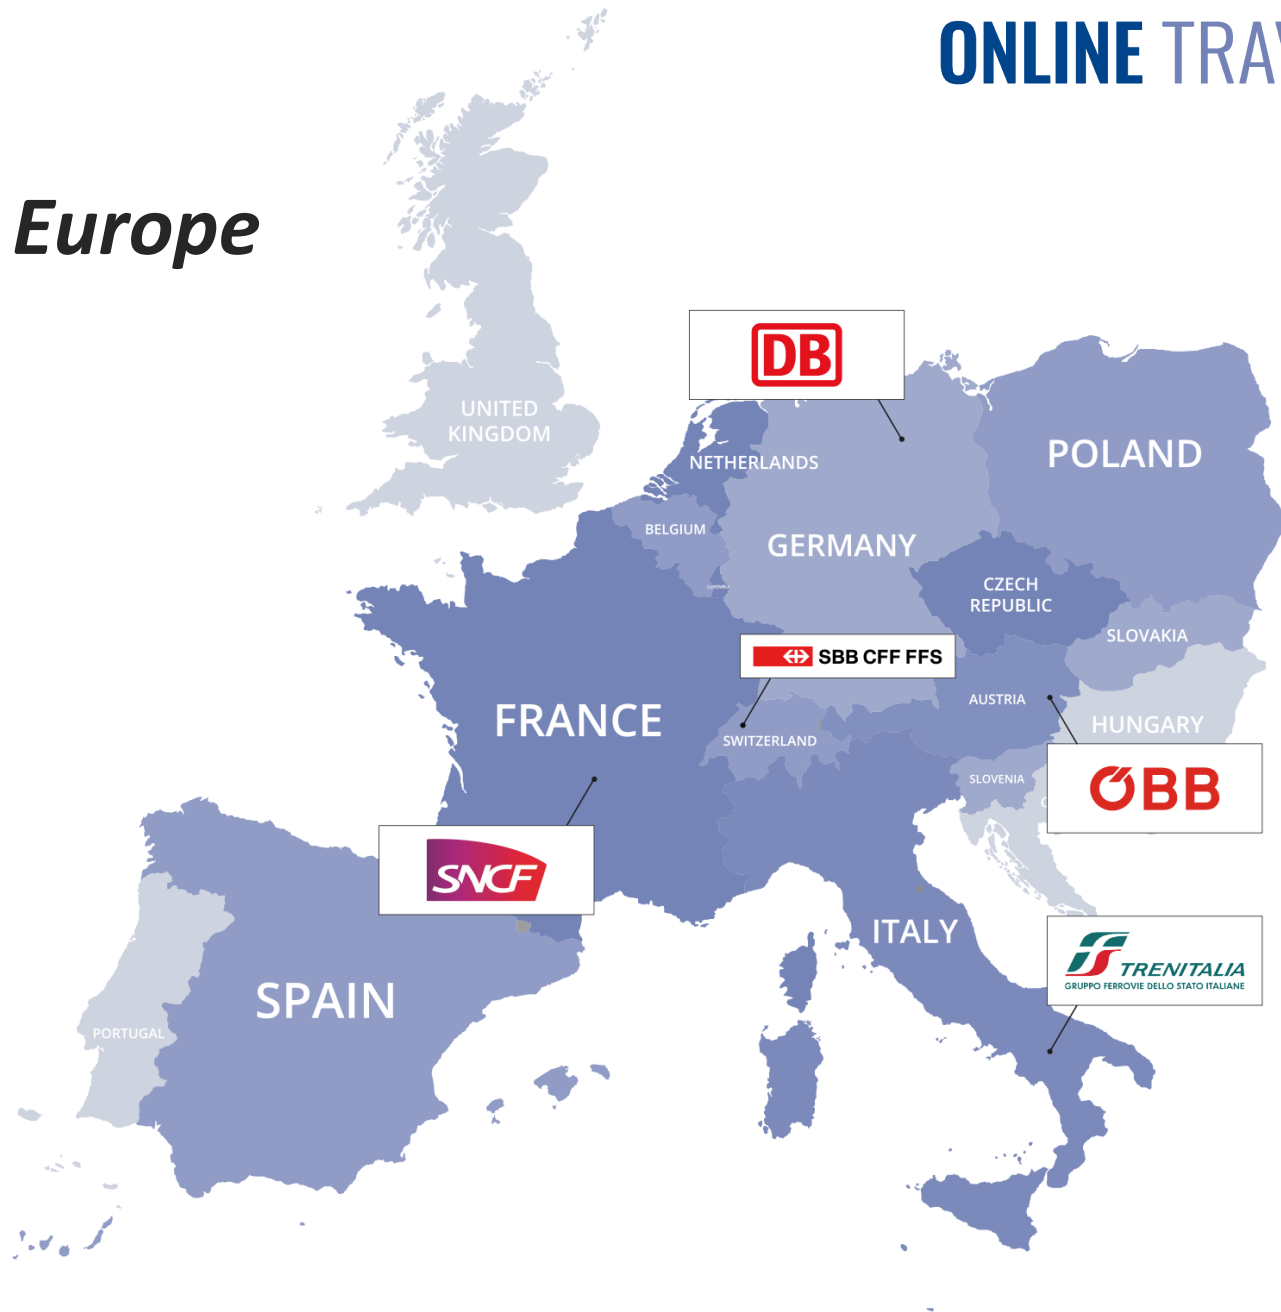 ONLINE TRAV
Europe
DB
UNITED
KINGDOM
NETHERLANDS
POLAND
BELGIUM
GERMANY
CZECH
REPUBLIC
SLOVAKIA
SBB CFF FFS
FRANCE
AUSTRIA
SWITZERLAND
HUNGARY
SLOVENIA
ÖBB
SNCF
ITALY
TRENITALIA
GRUPPO FERROVIE DELLO STATO ITALIANE
SPAIN
PORTUGAL